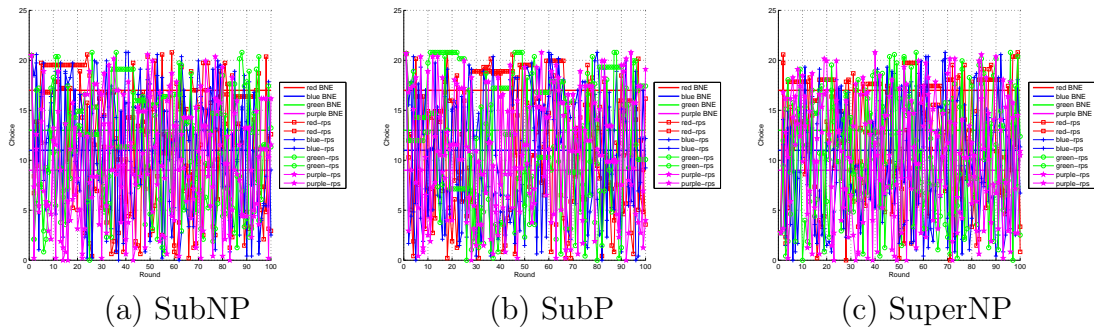 25
20
15
10
5
0
Choice
0 10 20 30 40 50 60 70 80 90 100
Round
red BNE
blue BNE
green BNE
purple BNE
red-rps
red-rps
blue-rps
blue-rps
green-rps
green-rps
purple-rps
purple-rps
(a) SubNP
25
20
15
10
5
0
Choice
0 10 20 30 40 50 60 70 80 90 100
Round
red BNE
blue BNE
green BNE
purple BNE
red-rps
red-rps
blue-rps
blue-rps
green-rps
green-rps
purple-rps
purple-rps
(b) SubP
25
20
15
10
5
0
Choice
0 10 20 30 40 50 60 70 80 90 100
Round
red BNE
blue BNE
green BNE
purple BNE
red-rps
red-rps
blue-rps
blue-rps
green-rps
green-rps
purple-rps
purple-rps
(c) SuperNP